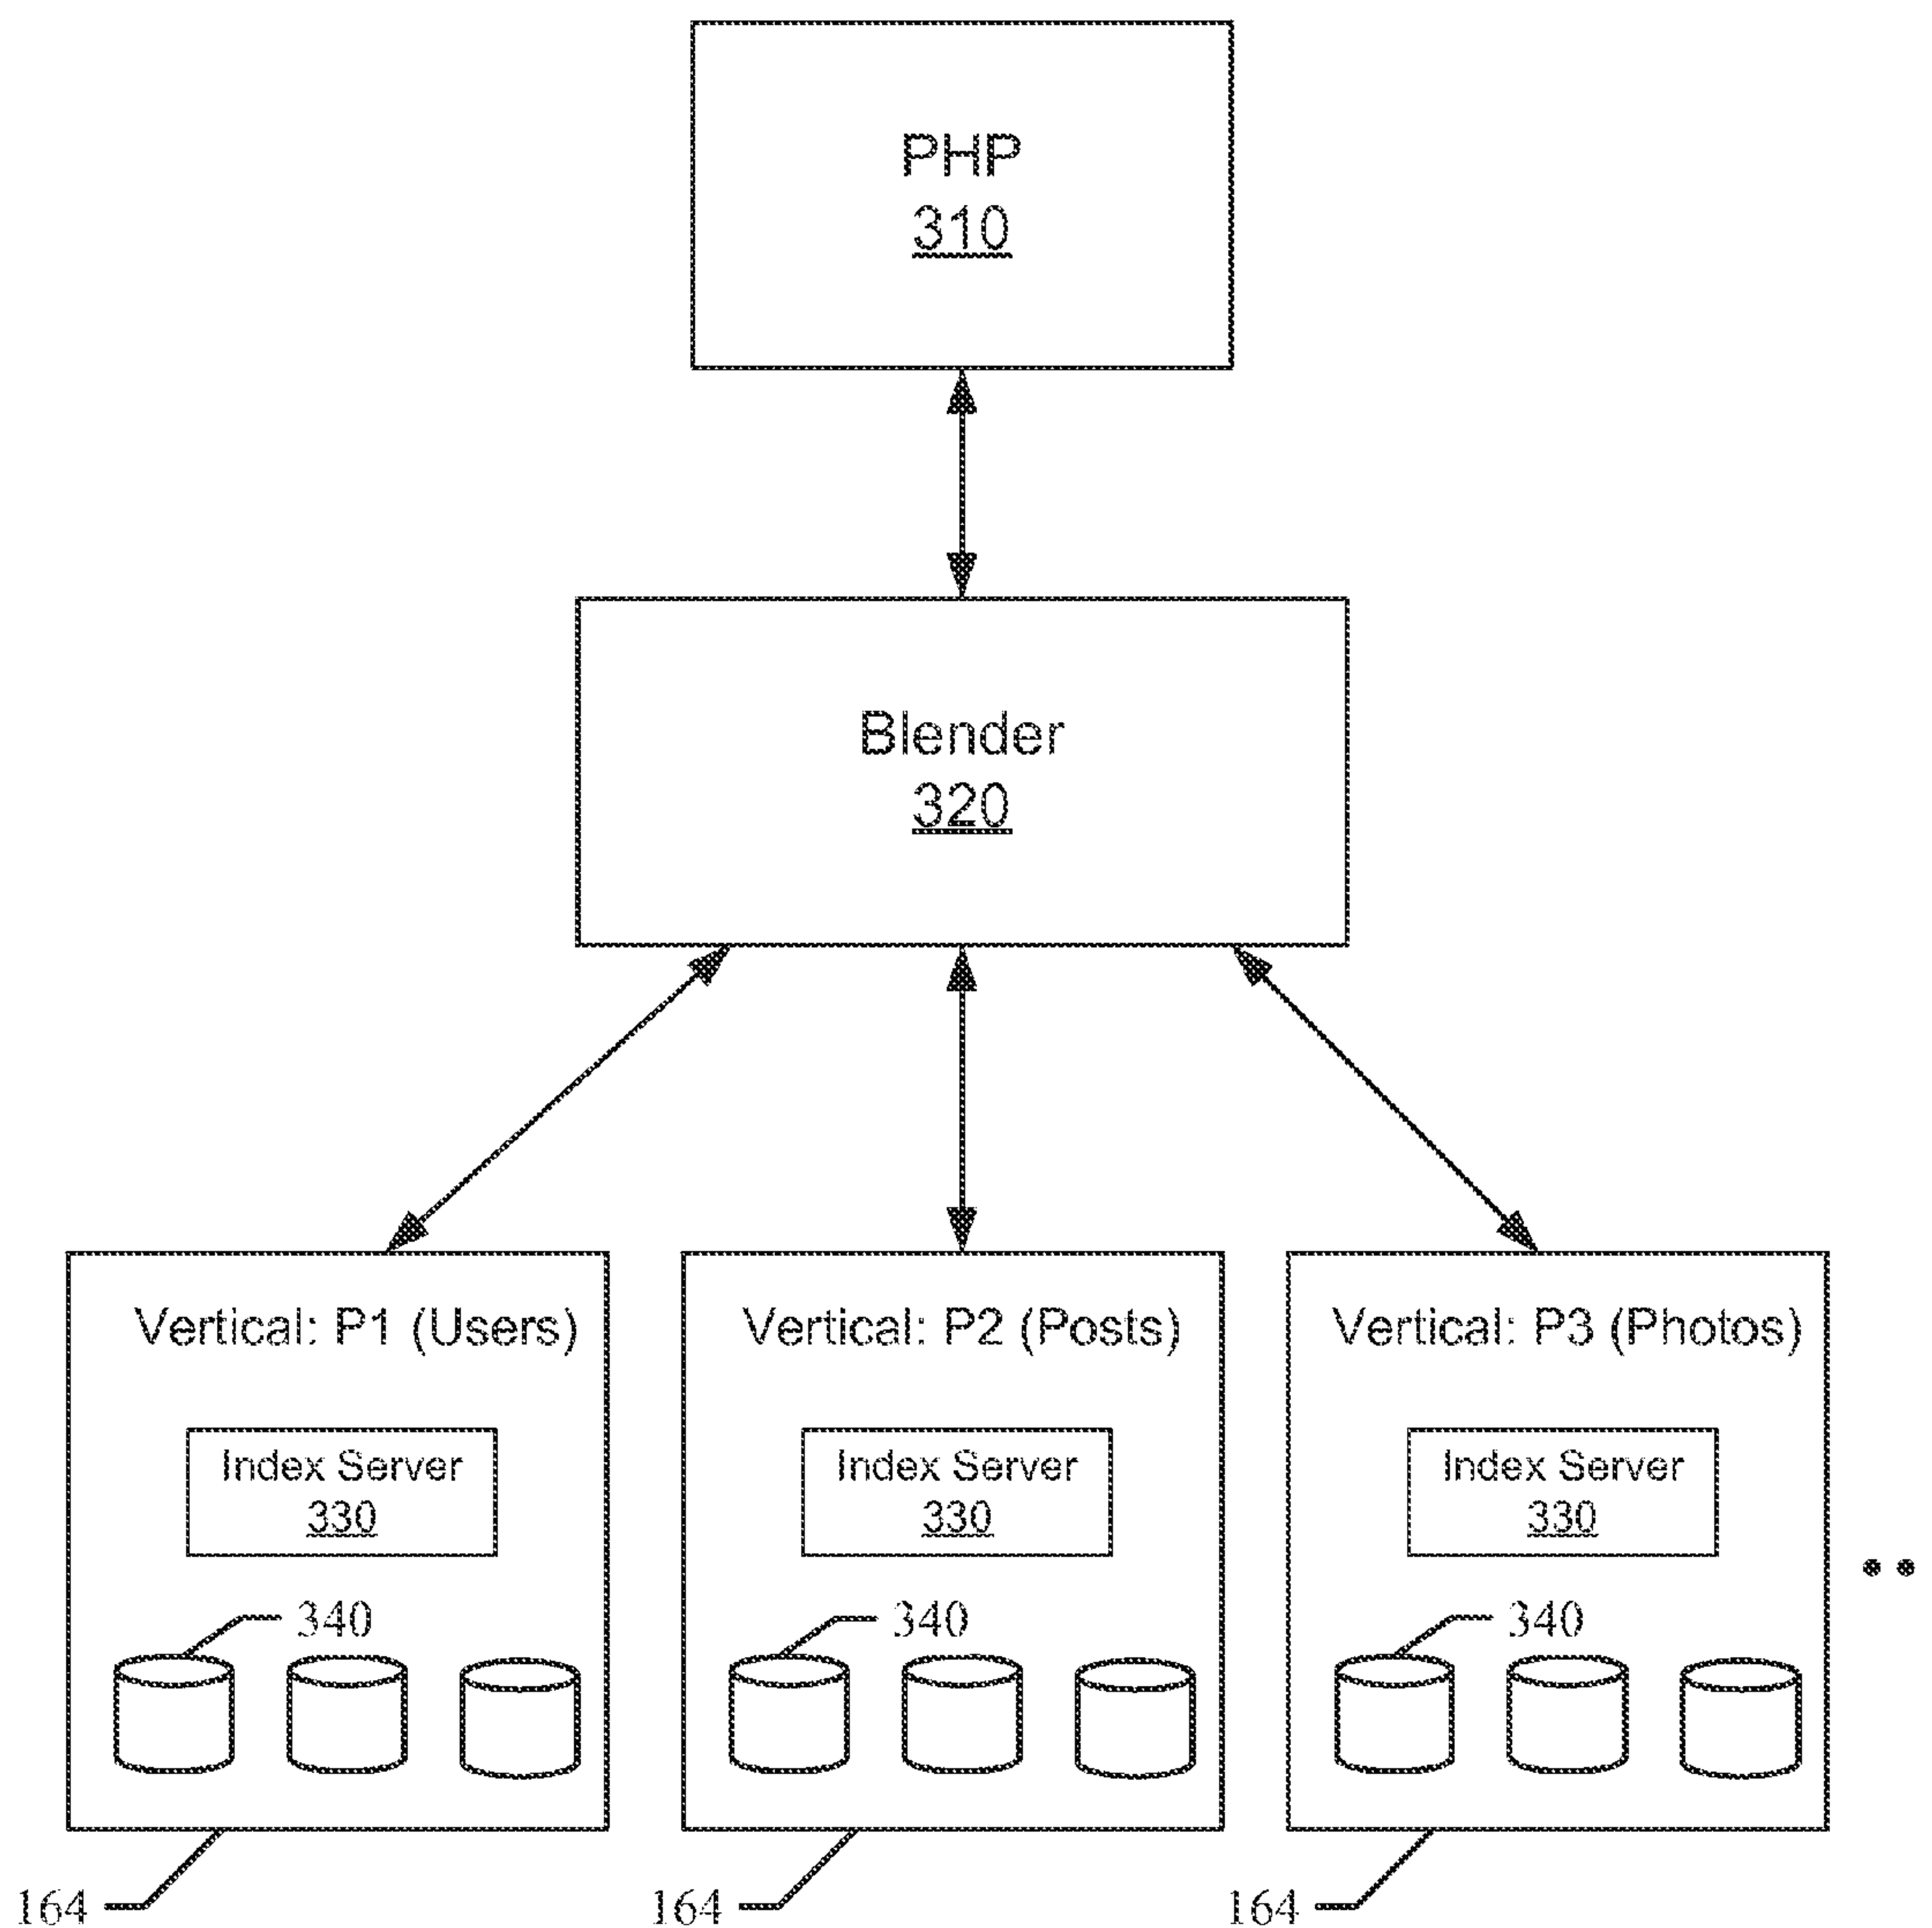 PHP
310
Blender
320
Vertical: P1 (Users)
Index Server
330
340
164
Vertical: P2 (Posts)
Index Server
330
340
164
Vertical: P3 (Photos)
Index Server
330
340
164